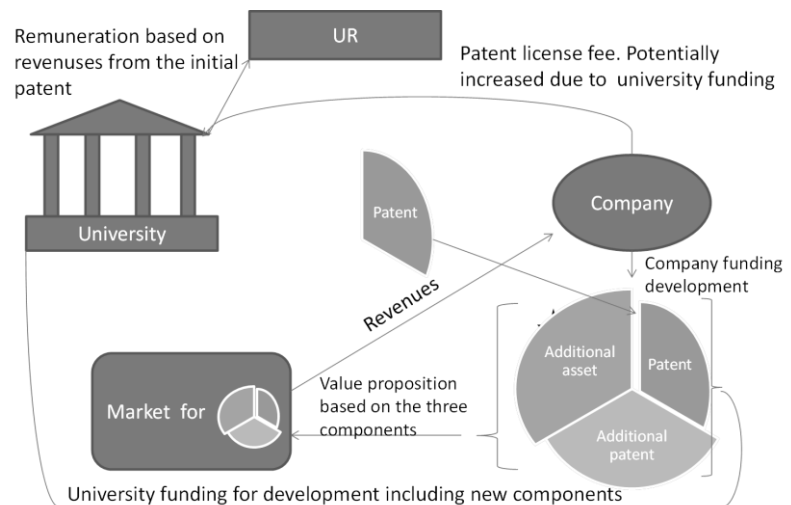 Remuneration based on
revenuses from the initial
patent
UR
Patent license fee. Potentially
increased due to university funding
University
Patent
Company
Company funding
development
Revenues
Additional
asset
Patent
Additional
patent
Market for
Value proposition
based on the three
components
University funding for development including new components